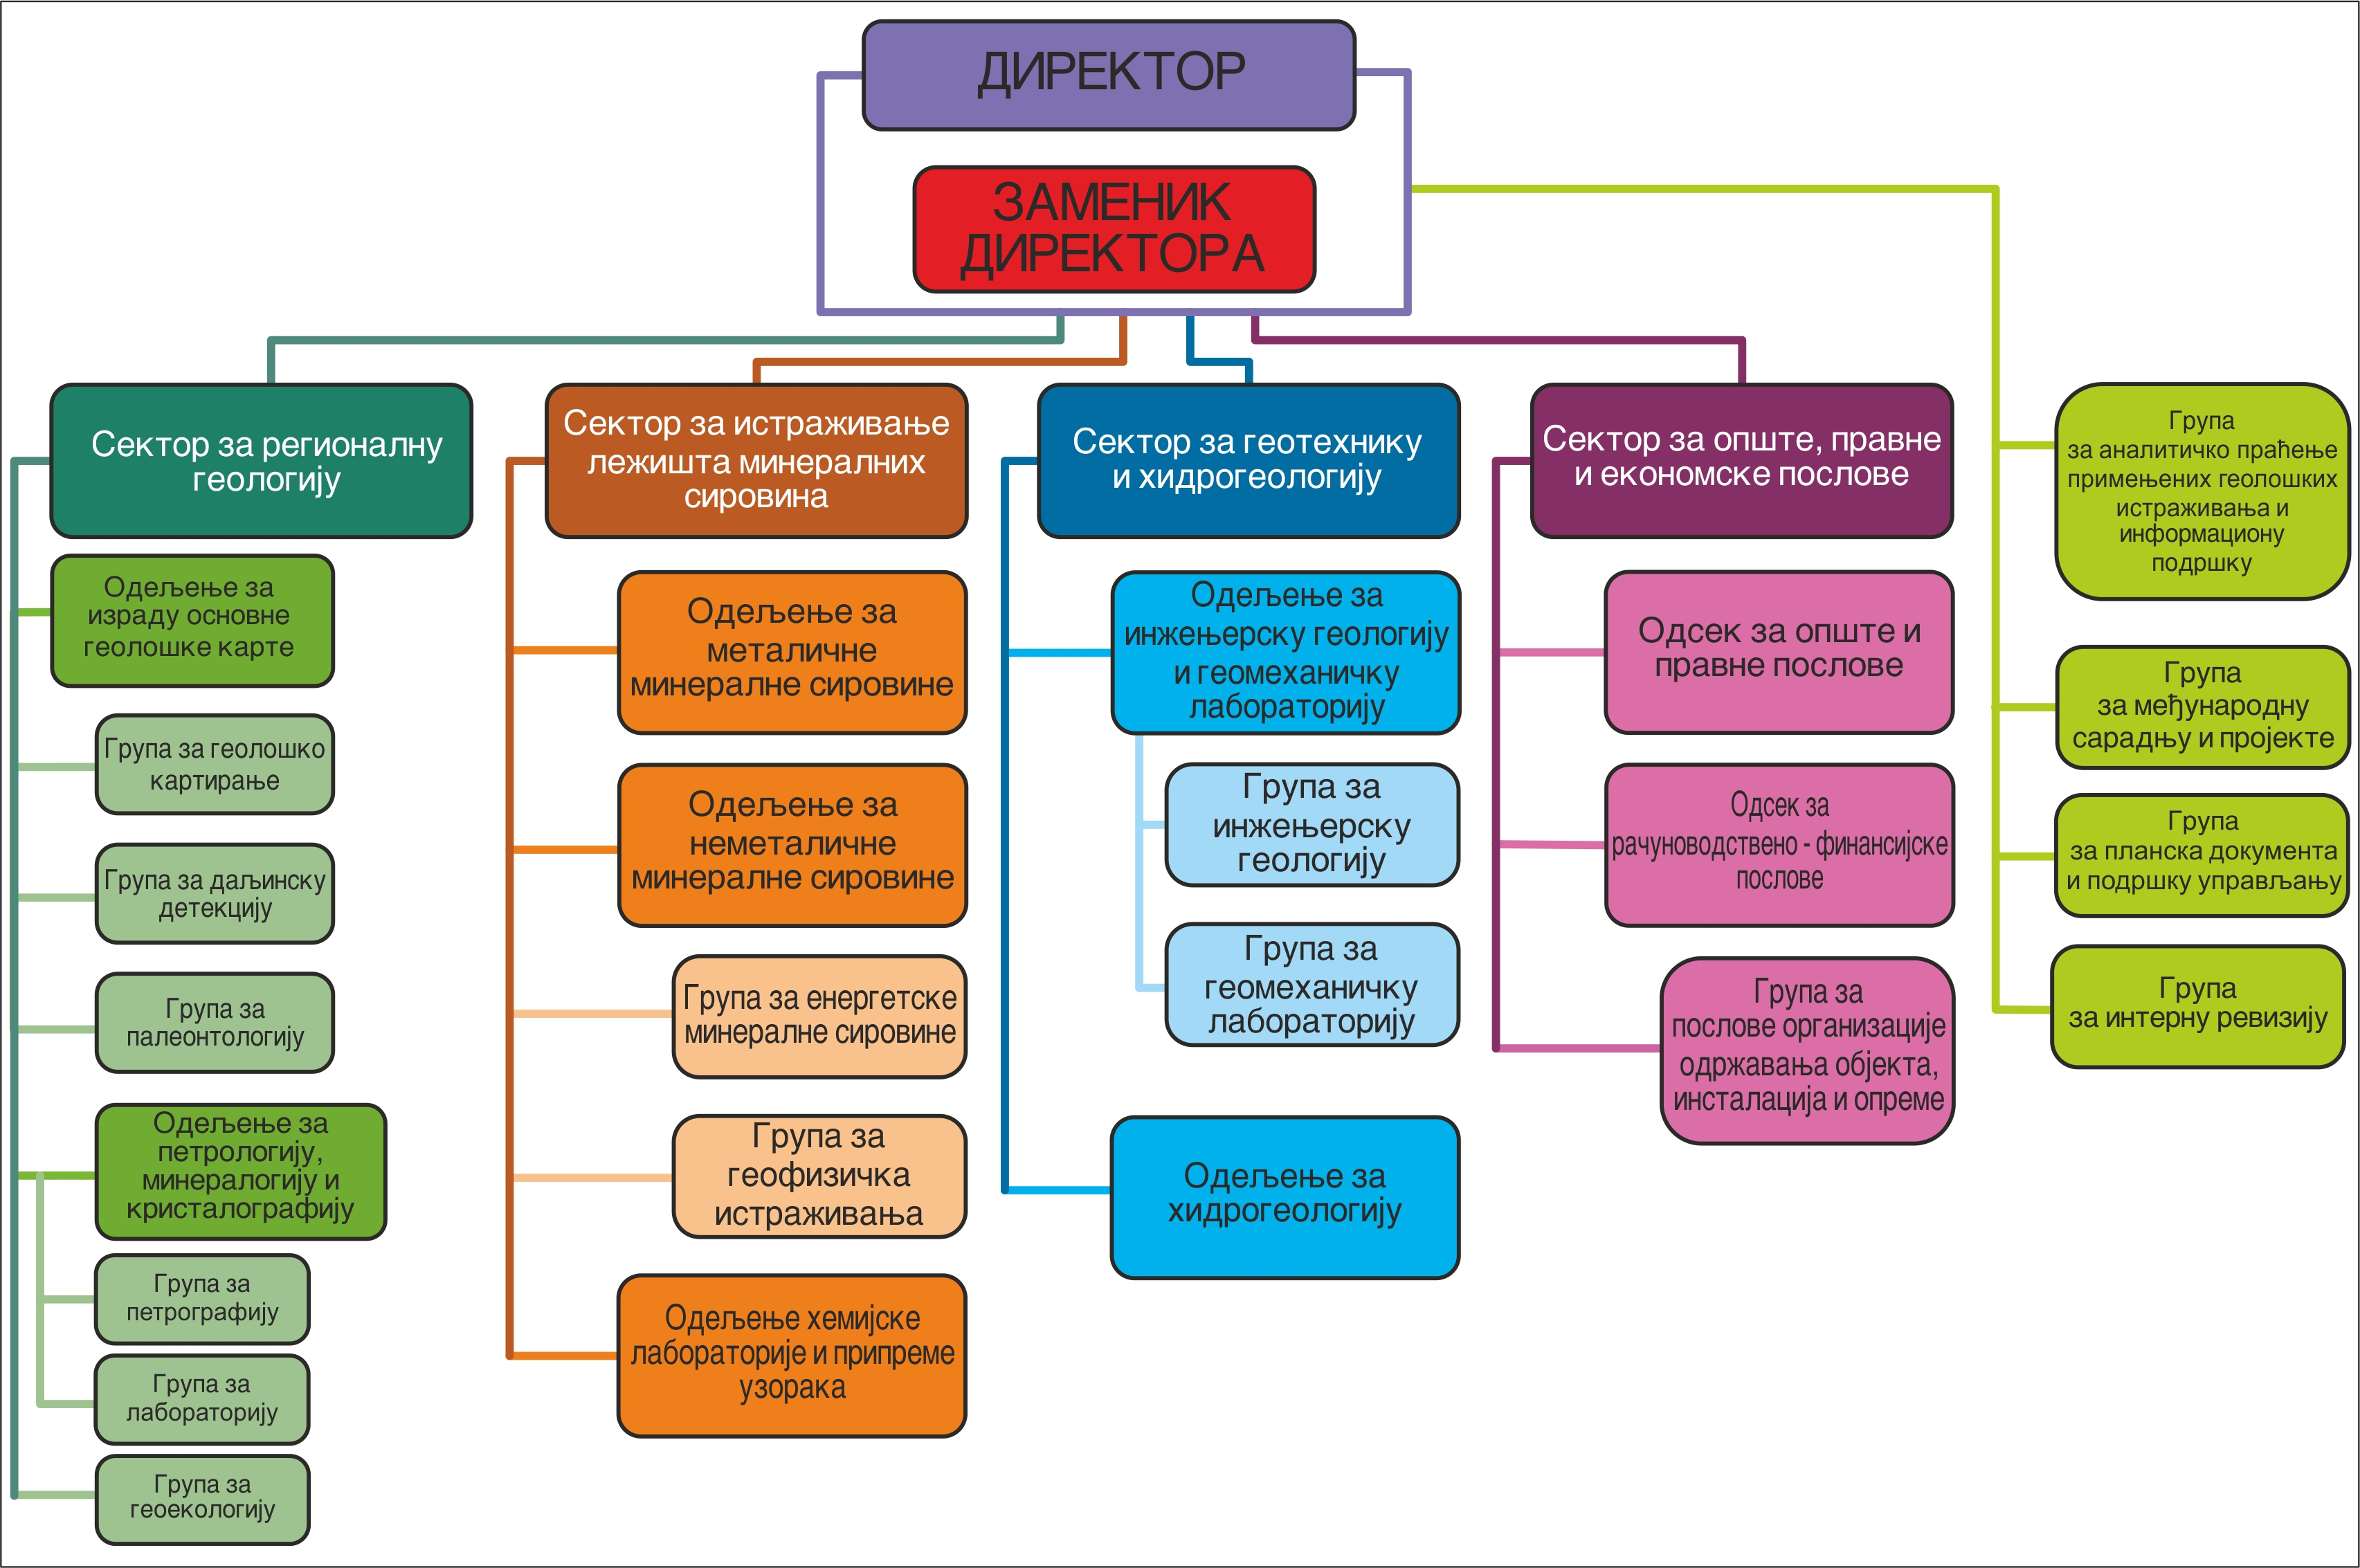 ДИРЕКТОР
ЗАМЕНИК
ДИРЕКТОРА
Сектор за регионалну
геологију
Одељење за
израду основне
геолошке карте
Група за геолошко
картирање
Група за даљинску
детекцију
Група за
палеонтологију
Одељење за
петрологију,
минералогију и
кристалографију
Група за
петрографију
Група за
лабораторију
Група за
геоекологију
Сектор за истраживање
лежишта минералних
сировина
Одељење за
металичне
минералне сировине
Одељење за
неметаличне
минералне сировине
Група за енергетске
минералне сировине
Група за
геофизичка
истраживања
Одељење хемијске
лабораторије и припреме
узорака
Сектор за геотехнику
и хидрогеологију
Одељење за
инжењерску геологију
и геомеханичку
лабораторију
Група за
инжењерску
геологију
Група за
геомеханичку
лабораторију
Одељење за
хидрогеологију
Сектор за опште, правне
и економске послове
Одсек за опште и
правне послове
Одсек за
рачуноводствено - финансијске
послове
Група за
послове организације
одржавања објекта,
инсталација и опреме
Група
за аналитичко праћење
примењених геолошких
истраживања и
информациону
подршку
Група
за међународну
сарадњу и пројекте
Група
за планска документа
и подршку управљању
Група
за интерну ревизију